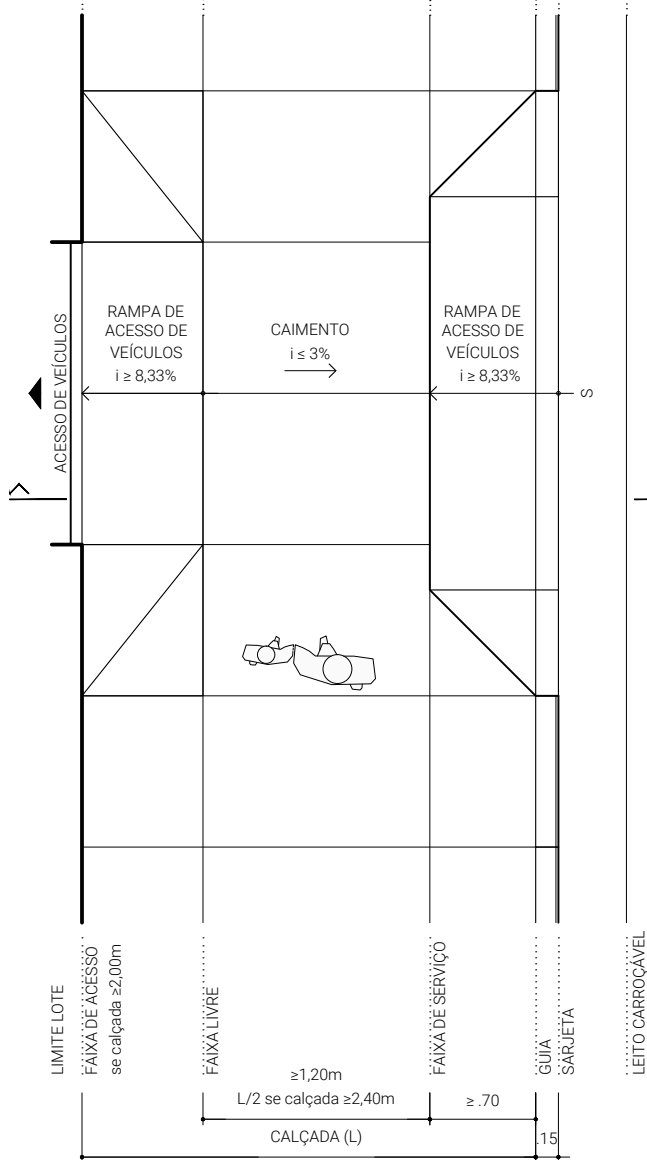 ACESSO DE VEÍCULOS
RAMPA DE
ACESSO DE
VEÍCULOS
i ≥ 8,33%
CAIMENTO
i ≤ 3%
RAMPA DE
ACESSO DE
VEÍCULOS
i ≥ 8,33%
S
LIMITE LOTE
FAIXA DE ACESSO
se calçada ≥2,00m
FAIXA LIVRE
FAIXA DE SERVIÇO
GUIA
SARJETA
LEITO CARROÇÁVEL
≥1,20m
L/2 se calçada ≥2,40m
≥ .70
CALÇADA (L)
.15